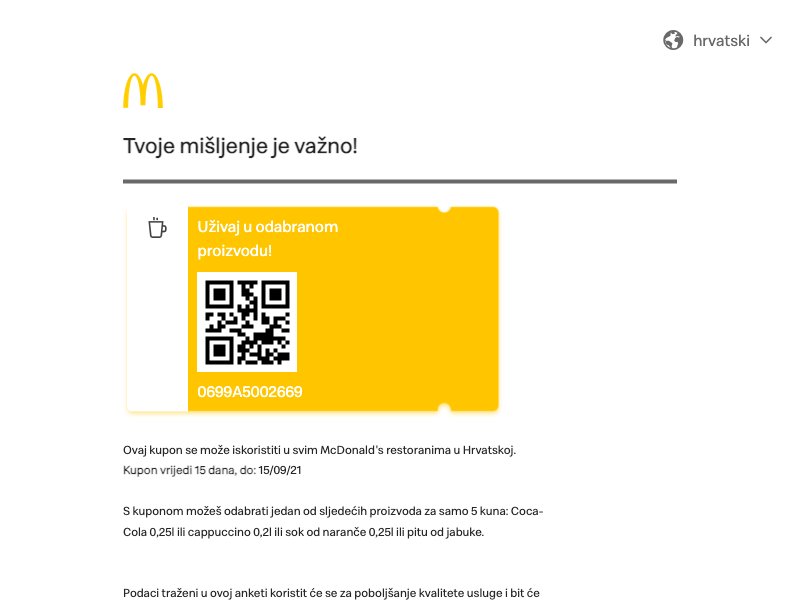 hrvatski
Tvoje mišljenje je važno!
Uživaj u odabranom
proizvodu!
0699A5002669
Ovaj kupon se može iskoristiti u svim McDonald's restoranima u Hrvatskoj.
Kupon vrijedi 15 dana, do: 15/09/21
S kuponom možeš odabrati jedan od sljedećih proizvoda za samo 5 kuna: Coca-
Cola 0,25l ili cappuccino 0,2l ili sok od naranče 0,25l ili pitu od jabuke.
Podaci traženi u ovoj anketi koristit će se za poboljšanje kvalitete usluge i bit će